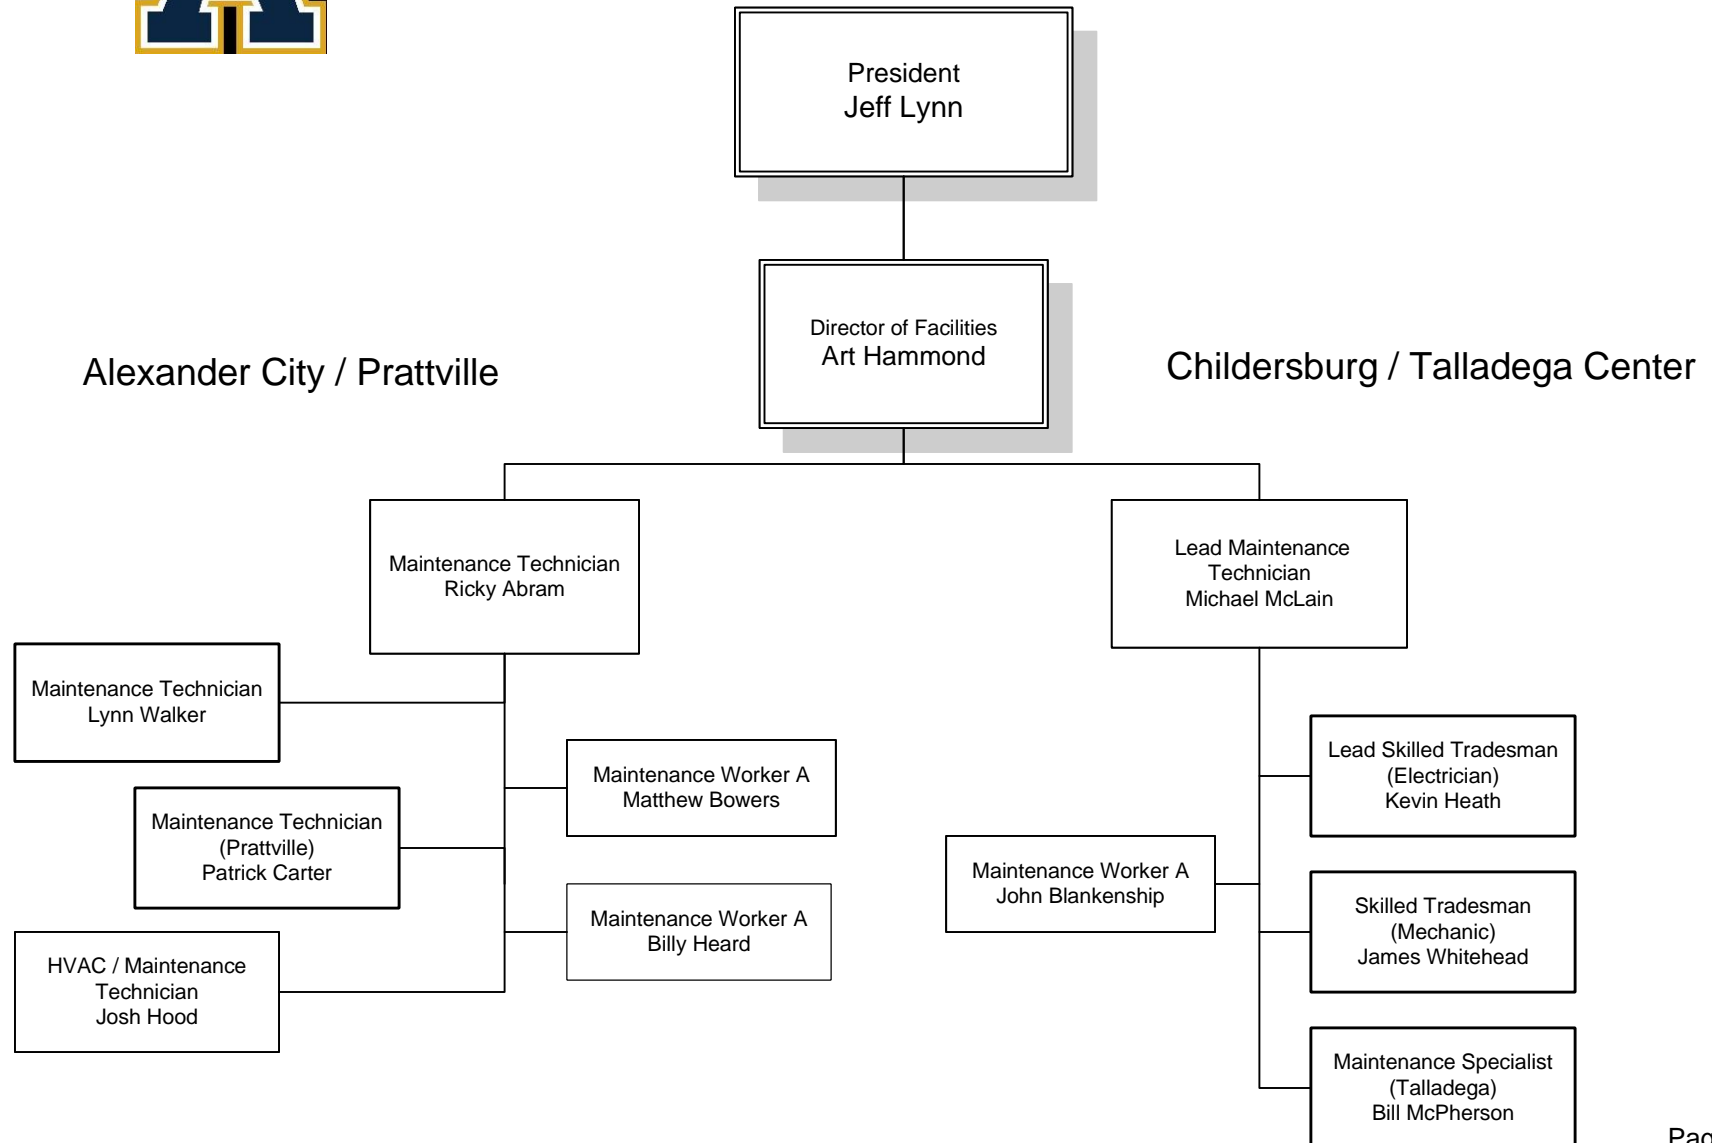 President
Jeff Lynn
Director of Facilities
Art Hammond
Alexander City / Prattville
Childersburg / Talladega Center
Maintenance Technician
Ricky Abram
Lead Maintenance
Technician
Michael McLain
Maintenance Technician
Lynn Walker
Maintenance Worker A
Matthew Bowers
Maintenance Technician
(Prattville)
Patrick Carter
Maintenance Worker A
Billy Heard
HVAC / Maintenance
Technician
Josh Hood
Lead Skilled Tradesman
(Electrician)
Kevin Heath
Maintenance Worker A
John Blankenship
Skilled Tradesman
(Mechanic)
James Whitehead
Maintenance Specialist
(Talladega)
Bill McPherson